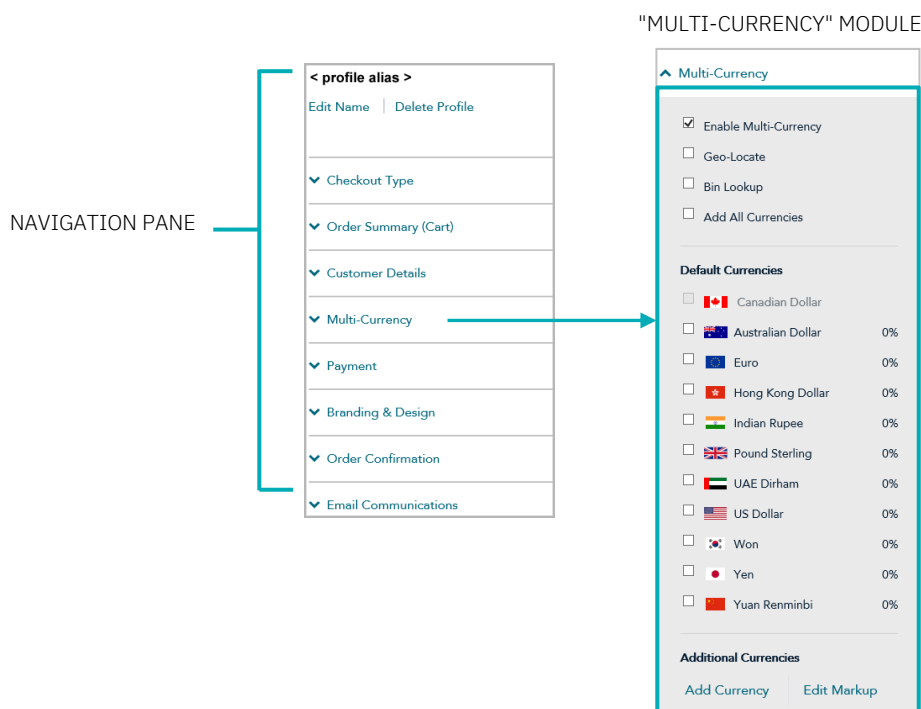 "MULTI-CURRENCY" MODULE
NAVIGATION PANE
< profile alias >
Edit Name Delete Profile
Checkout Type
Order Summary (Cart)
Customer Details
Multi-Currency
Payment
Branding & Design
Order Confirmation
Email Communications
Multi-Currency
Enable Multi-Currency
Geo-Locate
Bin Lookup
Add All Currencies
Default Currencies
Canadian Dollar
Australian Dollar 0%
Euro 0%
Hong Kong Dollar 0%
Indian Rupee 0%
Pound Sterling 0%
UAE Dirham 0%
US Dollar 0%
Won 0%
Yen 0%
Yuan Renminbi 0%
Additional Currencies
Add Currency Edit Markup